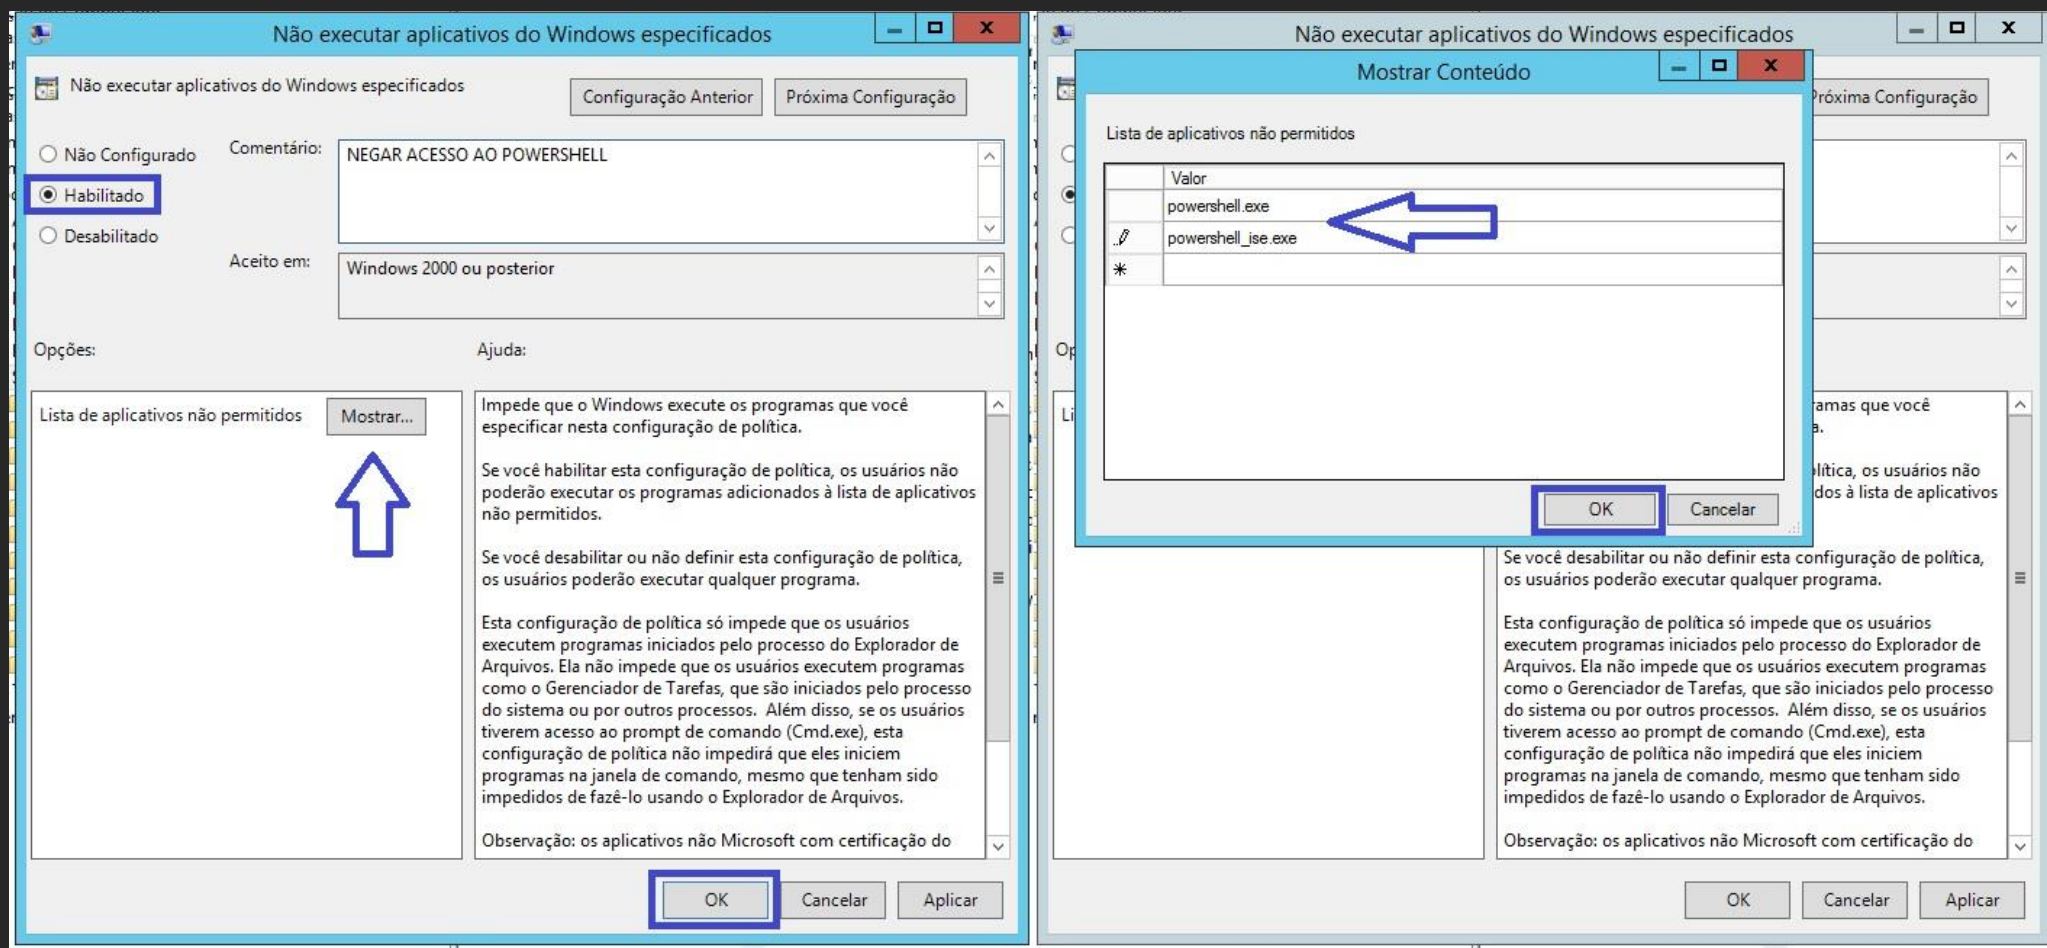 Não executar aplicativos do Windows especificados
Não executar aplicativos do Windows especificados
Configuração Anterior
Próxima Configuração
Não Configurado
Habilitado
Desabilitado
Comentário:
NEGAR ACESSO AO POWERSHELL
Aceito em:
Windows 2000 ou posterior
Opções:
Ajuda:
Lista de aplicativos não permitidos
Mostrar...
Impede que o Windows execute os programas que você
especificar nesta configuração de política.
Se você habilitar esta configuração de política, os usuários não
poderão executar os programas adicionados à lista de aplicativos
não permitidos.
Se você desabilitar ou não definir esta configuração de política,
os usuários poderão executar qualquer programa.
Esta configuração de política só impede que os usuários
executem programas iniciados pelo processo do Explorador de
Arquivos. Ela não impede que os usuários executem programas
como o Gerenciador de Tarefas, que são iniciados pelo processo
do sistema ou por outros processos.  Além disso, se os usuários
tiverem acesso ao prompt de comando (Cmd.exe), esta
configuração de política não impedirá que eles iniciem
programas na janela de comando, mesmo que tenham sido
impedidos de fazê-lo usando o Explorador de Arquivos.
Observação: os aplicativos não Microsoft com certificação do
OK
Cancelar
Aplicar
Não executar aplicativos do Windows especificados
Mostrar Conteúdo
Próxima Configuração
Lista de aplicativos não permitidos
Valor
powershell.exe
powershell_ise.exe
OK
Cancelar
Op
Li
ramas que você
a.
olítica, os usuários não
dos à lista de aplicativos
Se você desabilitar ou não definir esta configuração de política,
os usuários poderão executar qualquer programa.
Esta configuração de política só impede que os usuários
executem programas iniciados pelo processo do Explorador de
Arquivos. Ela não impede que os usuários executem programas
como o Gerenciador de Tarefas, que são iniciados pelo processo
do sistema ou por outros processos.  Além disso, se os usuários
tiverem acesso ao prompt de comando (Cmd.exe), esta
configuração de política não impedirá que eles iniciem
programas na janela de comando, mesmo que tenham sido
impedidos de fazê-lo usando o Explorador de Arquivos.
Observação: os aplicativos não Microsoft com certificação do
OK
Cancelar
Aplicar